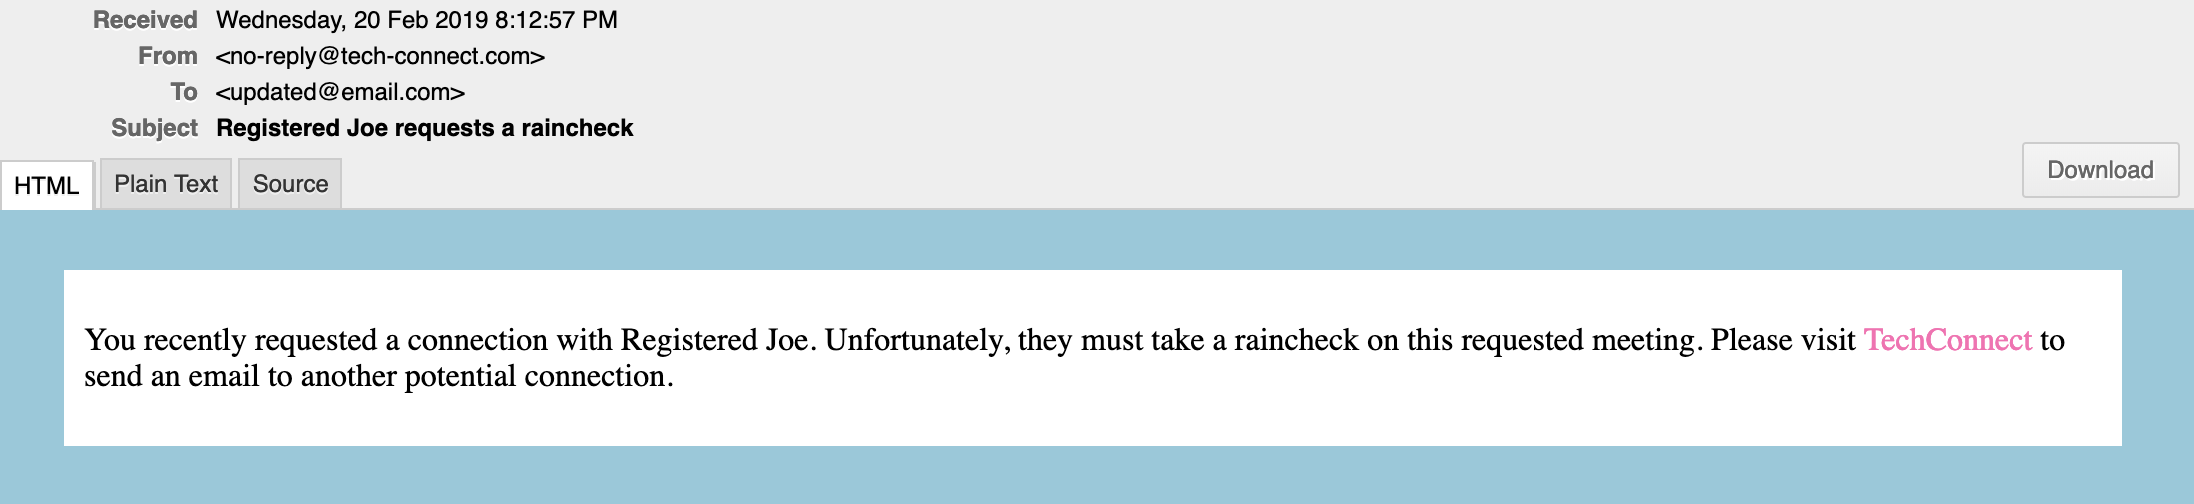 Received Wednesday, 20 Feb 2019 8:12:57 PM
From <no-reply@tech-connect.com>
To <updated@email.com>
Subject Registered Joe requests a raincheck
HTML Plain Text Source Download
You recently requested a connection with Registered Joe. Unfortunately, they must take a raincheck on this requested meeting. Please visit TechConnect to
send an email to another potential connection.